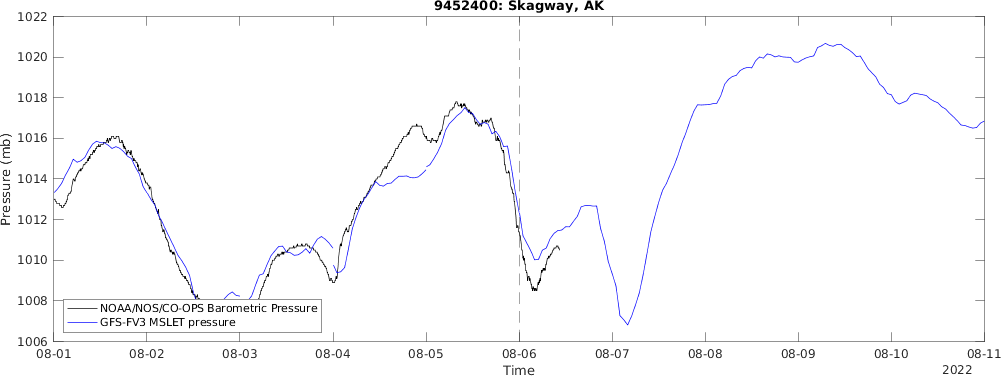 9452400: Skagway, AK
1022
1020
1018
1016
1014
1012
1010
1008
1006
Pressure (mb)
NOAA/NOS/CO-OPS Barometric Pressure
GFS-FV3 MSLET pressure
08-01 08-02 08-03 08-04 08-05 08-06 08-07 08-08 08-09 08-10 08-11
Time
2022